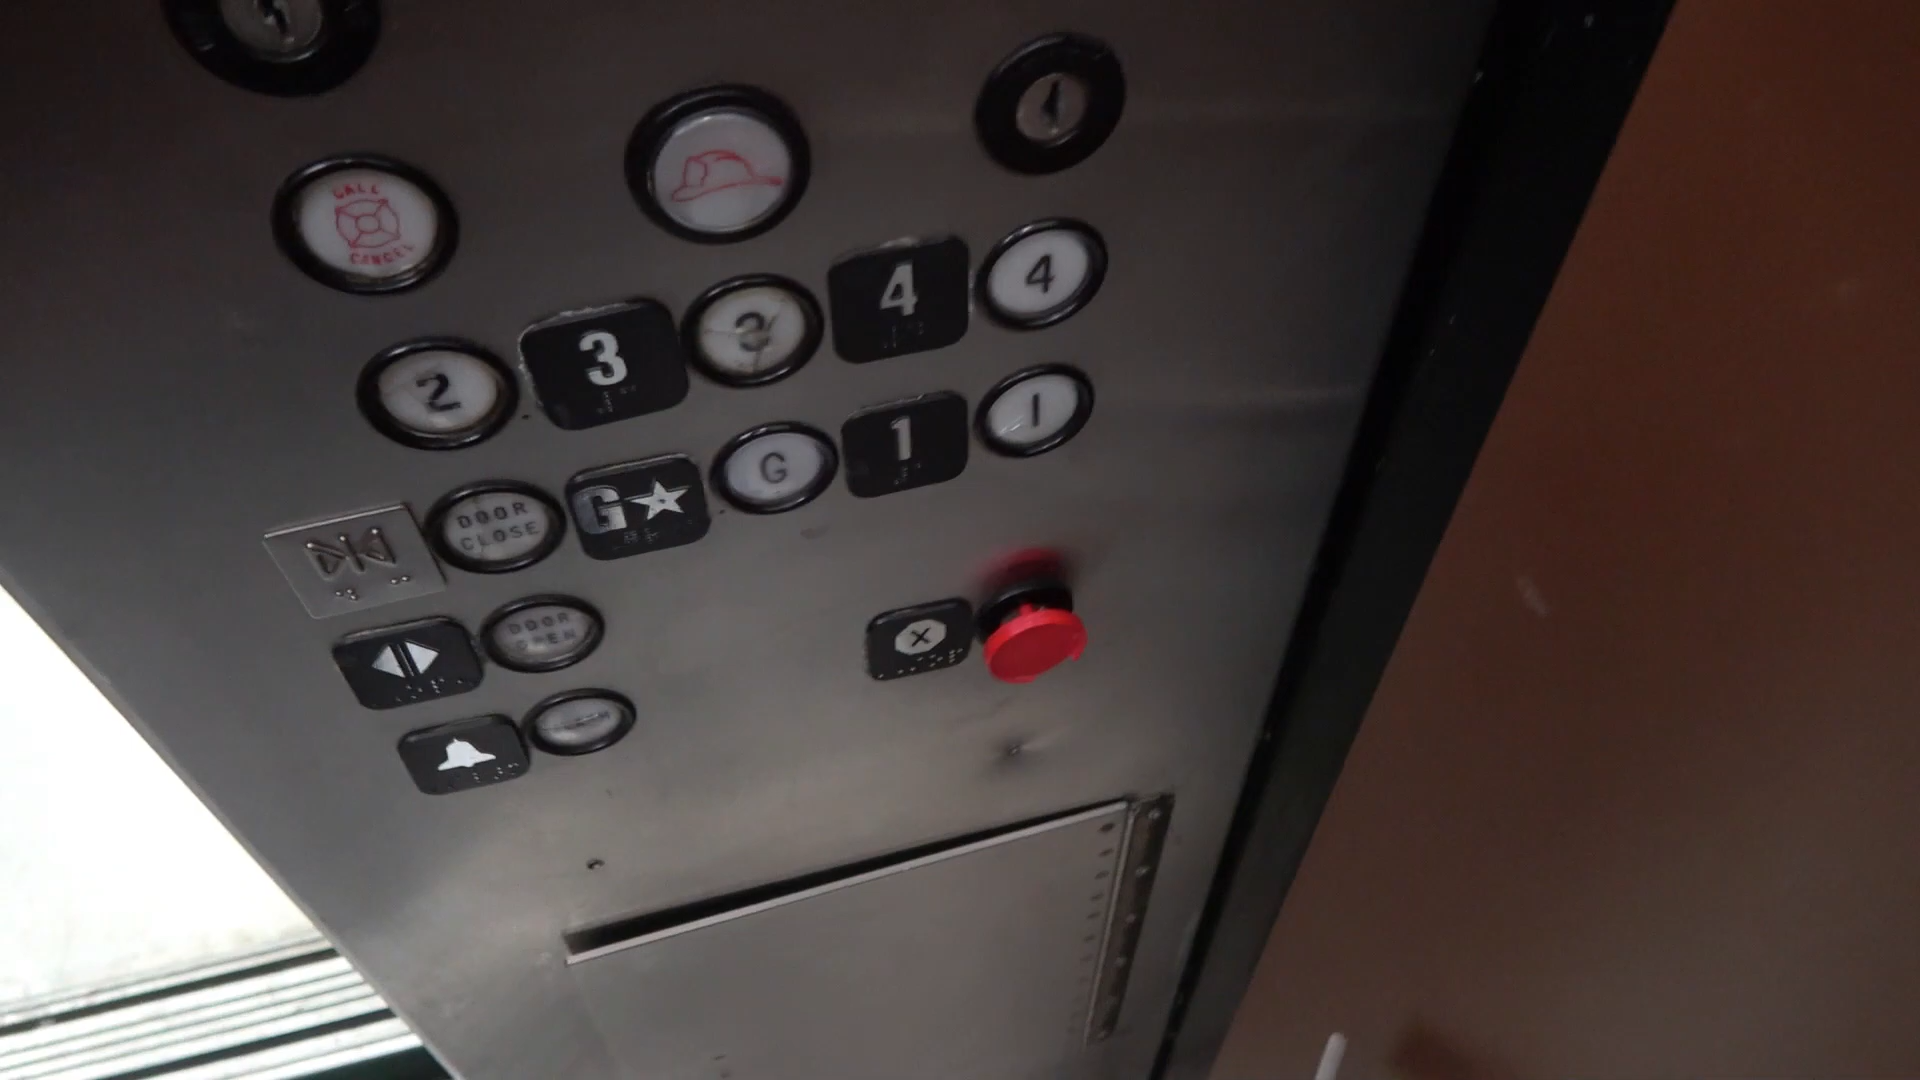 CALL
CANCEL
2 3 3 4 4
DOOR
CLOSE
G★ G 1 1
DOOR
OPEN
X